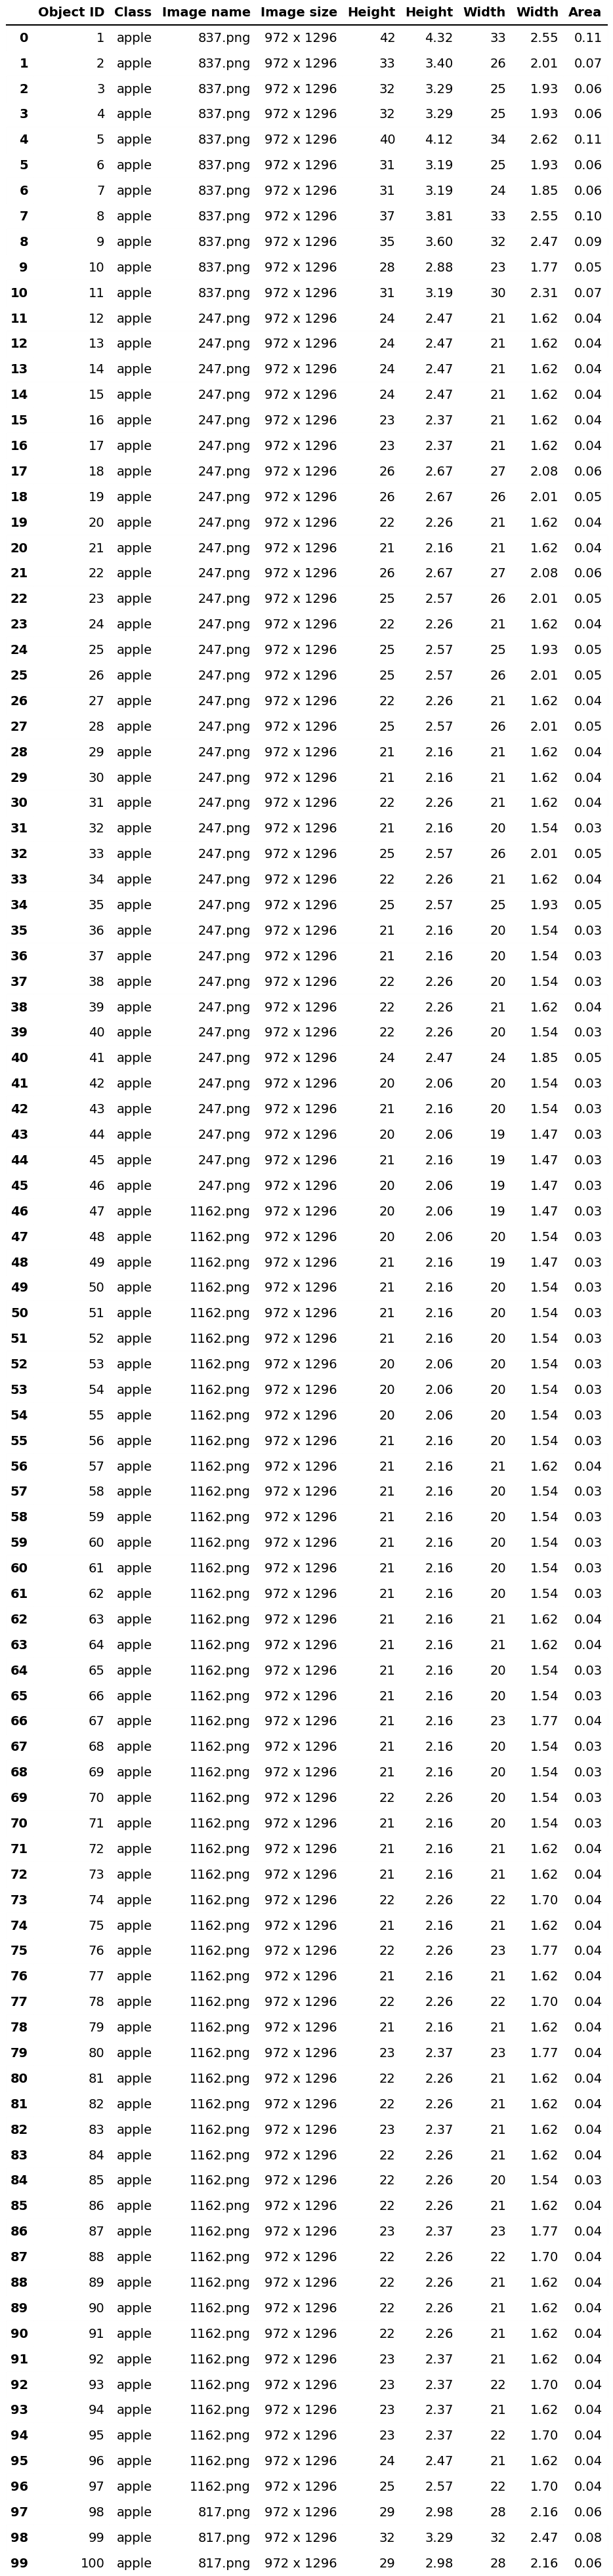 Object ID Class Image name Image size Height Height Width Width Area
0 1 apple 837.png 972 x 1296 42 4.32 33 2.55 0.11
1 2 apple 837.png 972 x 1296 33 3.40 26 2.01 0.07
2 3 apple 837.png 972 x 1296 32 3.29 25 1.93 0.06
3 4 apple 837.png 972 x 1296 32 3.29 25 1.93 0.06
4 5 apple 837.png 972 x 1296 40 4.12 34 2.62 0.11
5 6 apple 837.png 972 x 1296 31 3.19 25 1.93 0.06
6 7 apple 837.png 972 x 1296 31 3.19 24 1.85 0.06
7 8 apple 837.png 972 x 1296 37 3.81 33 2.55 0.10
8 9 apple 837.png 972 x 1296 35 3.60 32 2.47 0.09
9 10 apple 837.png 972 x 1296 28 2.88 23 1.77 0.05
10 11 apple 837.png 972 x 1296 31 3.19 30 2.31 0.07
11 12 apple 247.png 972 x 1296 24 2.47 21 1.62 0.04
12 13 apple 247.png 972 x 1296 24 2.47 21 1.62 0.04
13 14 apple 247.png 972 x 1296 24 2.47 21 1.62 0.04
14 15 apple 247.png 972 x 1296 24 2.47 21 1.62 0.04
15 16 apple 247.png 972 x 1296 23 2.37 21 1.62 0.04
16 17 apple 247.png 972 x 1296 23 2.37 21 1.62 0.04
17 18 apple 247.png 972 x 1296 26 2.67 27 2.08 0.06
18 19 apple 247.png 972 x 1296 26 2.67 26 2.01 0.05
19 20 apple 247.png 972 x 1296 22 2.26 21 1.62 0.04
20 21 apple 247.png 972 x 1296 21 2.16 21 1.62 0.04
21 22 apple 247.png 972 x 1296 26 2.67 27 2.08 0.06
22 23 apple 247.png 972 x 1296 25 2.57 26 2.01 0.05
23 24 apple 247.png 972 x 1296 22 2.26 21 1.62 0.04
24 25 apple 247.png 972 x 1296 25 2.57 25 1.93 0.05
25 26 apple 247.png 972 x 1296 25 2.57 26 2.01 0.05
26 27 apple 247.png 972 x 1296 22 2.26 21 1.62 0.04
27 28 apple 247.png 972 x 1296 25 2.57 26 2.01 0.05
28 29 apple 247.png 972 x 1296 21 2.16 21 1.62 0.04
29 30 apple 247.png 972 x 1296 21 2.16 21 1.62 0.04
30 31 apple 247.png 972 x 1296 22 2.26 21 1.62 0.04
31 32 apple 247.png 972 x 1296 21 2.16 20 1.54 0.03
32 33 apple 247.png 972 x 1296 25 2.57 26 2.01 0.05
33 34 apple 247.png 972 x 1296 22 2.26 21 1.62 0.04
34 35 apple 247.png 972 x 1296 25 2.57 25 1.93 0.05
35 36 apple 247.png 972 x 1296 21 2.16 20 1.54 0.03
36 37 apple 247.png 972 x 1296 21 2.16 20 1.54 0.03
37 38 apple 247.png 972 x 1296 22 2.26 20 1.54 0.03
38 39 apple 247.png 972 x 1296 22 2.26 21 1.62 0.04
39 40 apple 247.png 972 x 1296 22 2.26 20 1.54 0.03
40 41 apple 247.png 972 x 1296 24 2.47 24 1.85 0.05
41 42 apple 247.png 972 x 1296 20 2.06 20 1.54 0.03
42 43 apple 247.png 972 x 1296 21 2.16 20 1.54 0.03
43 44 apple 247.png 972 x 1296 20 2.06 19 1.47 0.03
44 45 apple 247.png 972 x 1296 21 2.16 19 1.47 0.03
45 46 apple 247.png 972 x 1296 20 2.06 19 1.47 0.03
46 47 apple 1162.png 972 x 1296 20 2.06 19 1.47 0.03
47 48 apple 1162.png 972 x 1296 20 2.06 20 1.54 0.03
48 49 apple 1162.png 972 x 1296 21 2.16 19 1.47 0.03
49 50 apple 1162.png 972 x 1296 21 2.16 20 1.54 0.03
50 51 apple 1162.png 972 x 1296 21 2.16 20 1.54 0.03
51 52 apple 1162.png 972 x 1296 21 2.16 20 1.54 0.03
52 53 apple 1162.png 972 x 1296 20 2.06 20 1.54 0.03
53 54 apple 1162.png 972 x 1296 20 2.06 20 1.54 0.03
54 55 apple 1162.png 972 x 1296 20 2.06 20 1.54 0.03
55 56 apple 1162.png 972 x 1296 21 2.16 20 1.54 0.03
56 57 apple 1162.png 972 x 1296 21 2.16 21 1.62 0.04
57 58 apple 1162.png 972 x 1296 21 2.16 20 1.54 0.03
58 59 apple 1162.png 972 x 1296 21 2.16 20 1.54 0.03
59 60 apple 1162.png 972 x 1296 21 2.16 20 1.54 0.03
60 61 apple 1162.png 972 x 1296 21 2.16 20 1.54 0.03
61 62 apple 1162.png 972 x 1296 21 2.16 20 1.54 0.03
62 63 apple 1162.png 972 x 1296 21 2.16 21 1.62 0.04
63 64 apple 1162.png 972 x 1296 21 2.16 21 1.62 0.04
64 65 apple 1162.png 972 x 1296 21 2.16 20 1.54 0.03
65 66 apple 1162.png 972 x 1296 21 2.16 20 1.54 0.03
66 67 apple 1162.png 972 x 1296 21 2.16 23 1.77 0.04
67 68 apple 1162.png 972 x 1296 21 2.16 20 1.54 0.03
68 69 apple 1162.png 972 x 1296 21 2.16 20 1.54 0.03
69 70 apple 1162.png 972 x 1296 22 2.26 20 1.54 0.03
70 71 apple 1162.png 972 x 1296 21 2.16 20 1.54 0.03
71 72 apple 1162.png 972 x 1296 21 2.16 21 1.62 0.04
72 73 apple 1162.png 972 x 1296 21 2.16 21 1.62 0.04
73 74 apple 1162.png 972 x 1296 22 2.26 22 1.70 0.04
74 75 apple 1162.png 972 x 1296 21 2.16 21 1.62 0.04
75 76 apple 1162.png 972 x 1296 22 2.26 23 1.77 0.04
76 77 apple 1162.png 972 x 1296 21 2.16 21 1.62 0.04
77 78 apple 1162.png 972 x 1296 22 2.26 22 1.70 0.04
78 79 apple 1162.png 972 x 1296 21 2.16 21 1.62 0.04
79 80 apple 1162.png 972 x 1296 23 2.37 23 1.77 0.04
80 81 apple 1162.png 972 x 1296 22 2.26 21 1.62 0.04
81 82 apple 1162.png 972 x 1296 22 2.26 21 1.62 0.04
82 83 apple 1162.png 972 x 1296 23 2.37 21 1.62 0.04
83 84 apple 1162.png 972 x 1296 22 2.26 21 1.62 0.04
84 85 apple 1162.png 972 x 1296 22 2.26 20 1.54 0.03
85 86 apple 1162.png 972 x 1296 22 2.26 21 1.62 0.04
86 87 apple 1162.png 972 x 1296 23 2.37 23 1.77 0.04
87 88 apple 1162.png 972 x 1296 22 2.26 22 1.70 0.04
88 89 apple 1162.png 972 x 1296 22 2.26 21 1.62 0.04
89 90 apple 1162.png 972 x 1296 22 2.26 21 1.62 0.04
90 91 apple 1162.png 972 x 1296 22 2.26 21 1.62 0.04
91 92 apple 1162.png 972 x 1296 23 2.37 21 1.62 0.04
92 93 apple 1162.png 972 x 1296 23 2.37 22 1.70 0.04
93 94 apple 1162.png 972 x 1296 23 2.37 21 1.62 0.04
94 95 apple 1162.png 972 x 1296 23 2.37 22 1.70 0.04
95 96 apple 1162.png 972 x 1296 24 2.47 21 1.62 0.04
96 97 apple 1162.png 972 x 1296 25 2.57 22 1.70 0.04
97 98 apple 817.png 972 x 1296 29 2.98 28 2.16 0.06
98 99 apple 817.png 972 x 1296 32 3.29 32 2.47 0.08
99 100 apple 817.png 972 x 1296 29 2.98 28 2.16 0.06